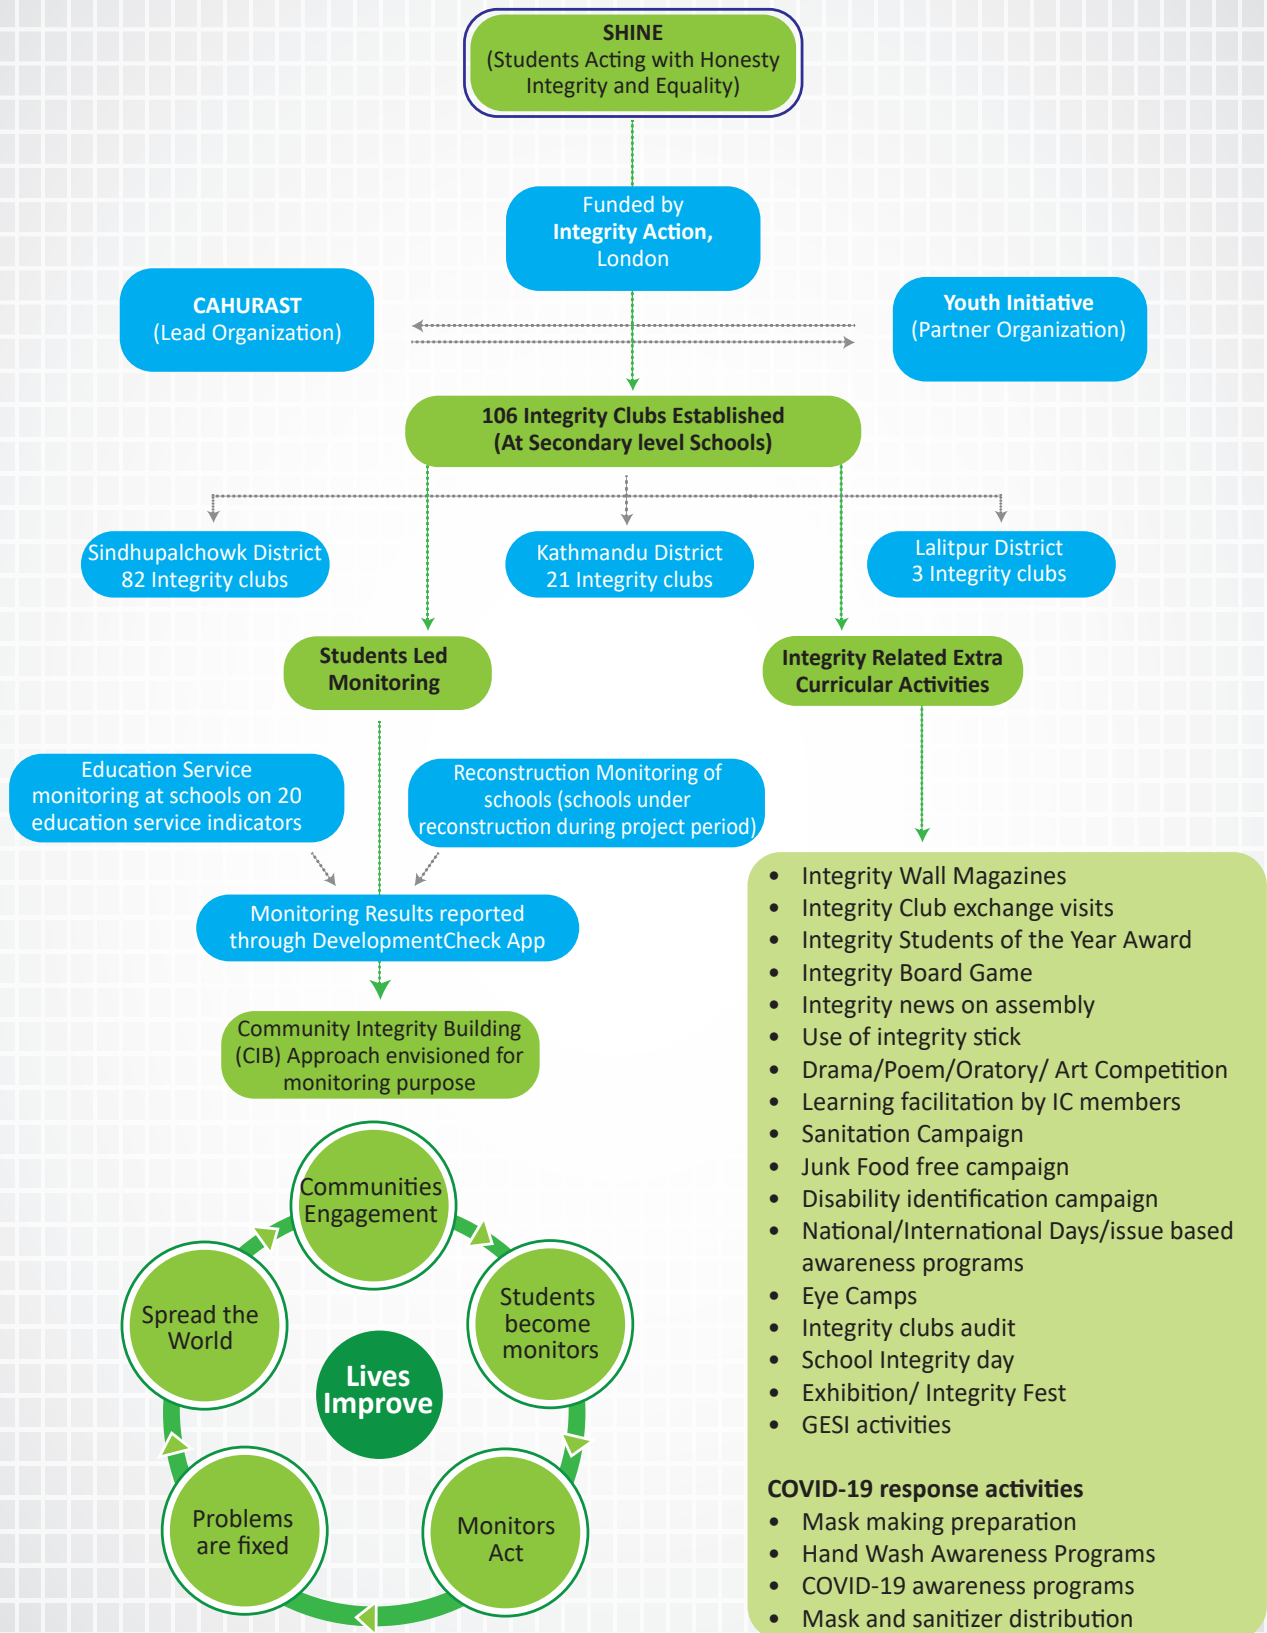 SHINE
(Students Acting with Honesty
Integrity and Equality)
Funded by
Integrity Action,
London
CAHURAST
(Lead Organization)
Youth Initiative
(Partner Organization)
106 Integrity Clubs Established
(At Secondary level Schools)
Sindhupalchowk District
82 Integrity clubs
Kathmandu District
21 Integrity clubs
Lalitpur District
3 Integrity clubs
Students Led
Monitoring
Integrity Related Extra
Curricular Activities
Education Service
monitoring at schools on 20
education service indicators
Reconstruction Monitoring of
schools (schools under
reconstruction during project period)
Monitoring Results reported
through DevelopmentCheck App
Community Integrity Building
(CIB) Approach envisioned for
monitoring purpose
Communities
Engagement
Students
become
monitors
Monitors
Act
Problems
are fixed
Spread the
World
Lives
Improve
• Integrity Wall Magazines
• Integrity Club exchange visits
• Integrity Students of the Year Award
• Integrity Board Game
• Integrity news on assembly
• Use of integrity stick
• Drama/Poem/Oratory/ Art Competition
• Learning facilitation by IC members
• Sanitation Campaign
• Junk Food free campaign
• Disability identification campaign
• National/International Days/issue based
awareness programs
• Eye Camps
• Integrity clubs audit
• School Integrity day
• Exhibition/ Integrity Fest
• GESI activities
COVID-19 response activities
• Mask making preparation
• Hand Wash Awareness Programs
• COVID-19 awareness programs
• Mask and sanitizer distribution